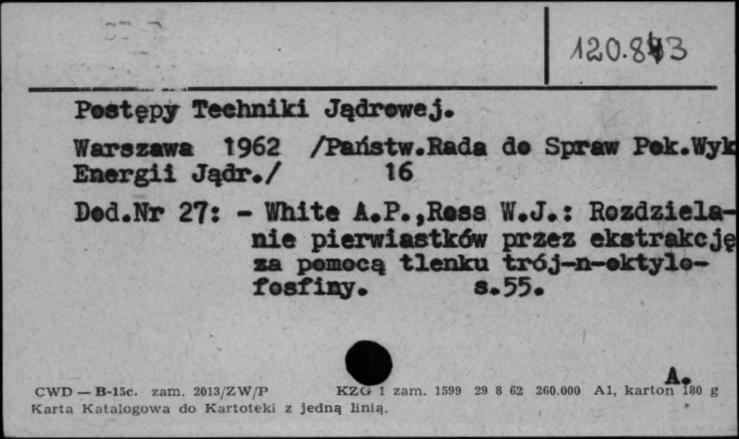 120.843
Postępy Techniki Jądrowej.
Warszawa 1962 /Państw.Rada do Spraw Pok.Wyk
Energii Jądr./ 16
Dod.Nr 27: - White A.P.,Ross W.J.: Rozdziela-
nie pierwiastków przez ekstrakcję
za pomocą tlenku trój-n-oktylo-
fosfiny. s.55.
A.
CWD — B-15c. zam. 2013/ZW/P KZG 1 zam. 1599 29 8 62 260.000 A1, karton 180 g
Karta Katalogowa do Kartoteki z jedną linią.